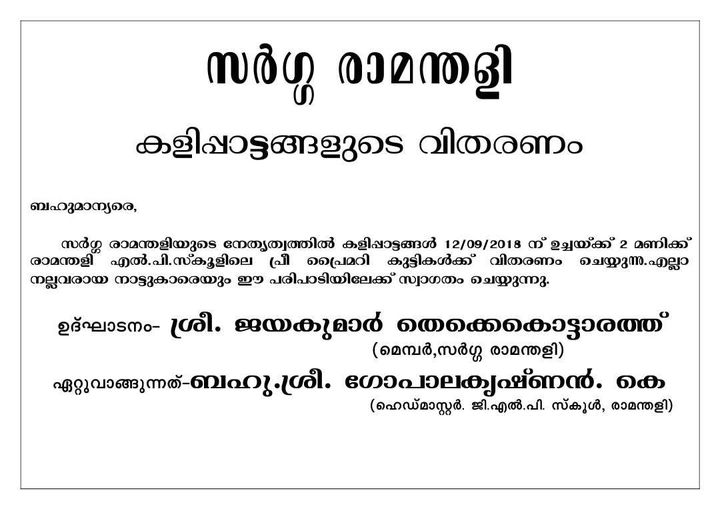 സർഗ്ഗ രാമന്തളി
കളിപ്പാട്ടങ്ങളുടെ വിതരണം
ബഹുമാന്യരെ,
സർഗ്ഗ രാമന്തളിയുടെ നേതൃത്വത്തിൽ കളിപ്പാട്ടങ്ങൾ 12/09/2018 ന് ഉച്ചയ്ക്ക് 2 മണിക്ക്
രാമന്തളി എൽ.പി.സ്കൂളിലെ പ്രീ പ്രൈമറി കുട്ടികൾക്ക് വിതരണം ചെയ്യുന്നു.എല്ലാ
നല്ലവരായ നാട്ടുകാരെയും ഈ പരിപാടിയിലേക്ക് സ്വാഗതം ചെയ്യുന്നു.
ഉദ്ഘാടനം- ശ്രീ. ജയകുമാർ തെക്കെകൊട്ടാരത്ത്
(മെമ്പർ,സർഗ്ഗ രാമന്തളി)
ഏറ്റുവാങ്ങുന്നത്-ബഹു.ശ്രീ. ഗോപാലകൃഷ്ണൻ. കെ
(ഹെഡ്മാസ്റ്റർ. ജി.എൽ.പി. സ്കൂൾ, രാമന്തളി)